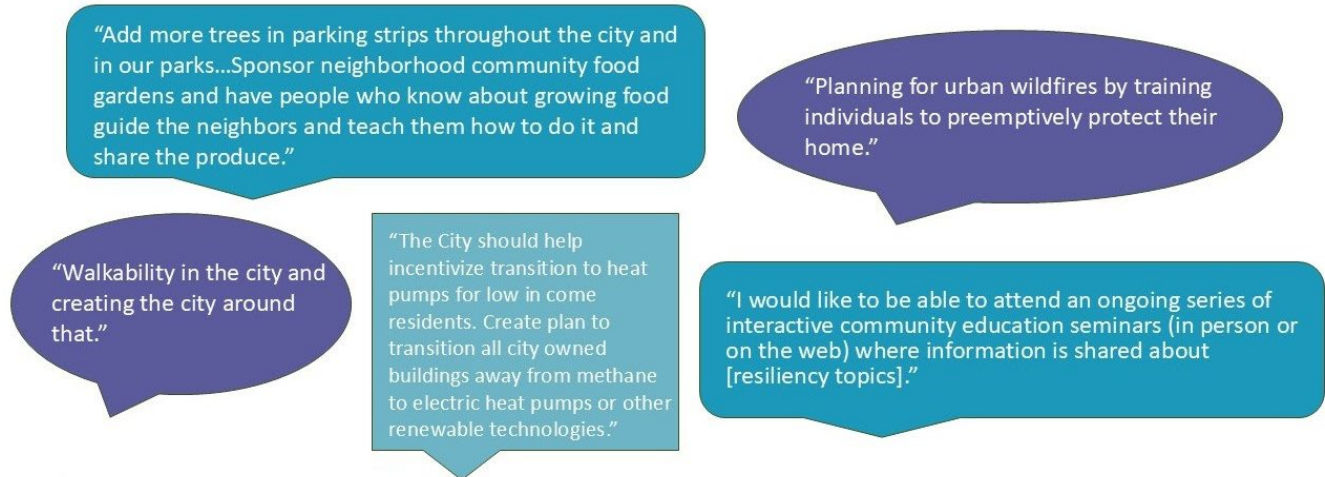 “Add more trees in parking strips throughout the city and
in our parks...Sponsor neighborhood community food
gardens and have people who know about growing food
guide the neighbors and teach them how to do it and
share the produce.”
“Planning for urban wildfires by training
individuals to preemptively protect their
home.”
“Walkability in the city and
creating the city around
that.”
“The City should help
incentivize transition to heat
pumps for low in come
residents. Create plan to
transition all city owned
buildings away from methane
to electric heat pumps or other
renewable technologies.”
“I would like to be able to attend an ongoing series of
interactive community education seminars (in person or
on the web) where information is shared about
[resiliency topics].”